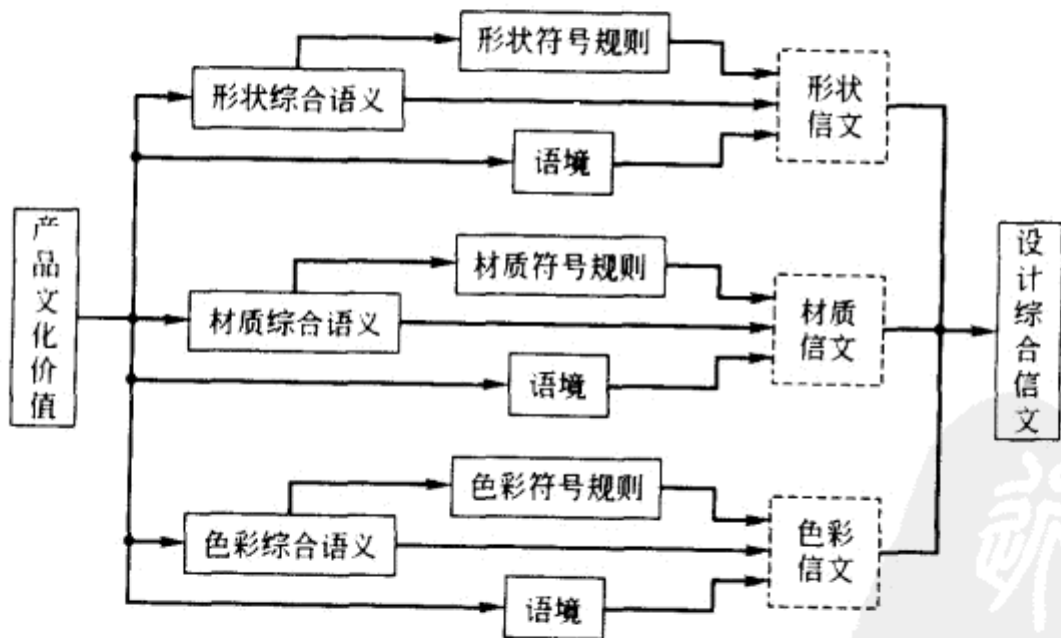 形状符号规则
形状综合语义
形状
信文
语境
产品文化价值
材质符号规则
材质综合语义
材质
信文
语境
设计综合信文
色彩符号规则
色彩综合语义
色彩
信文
语境